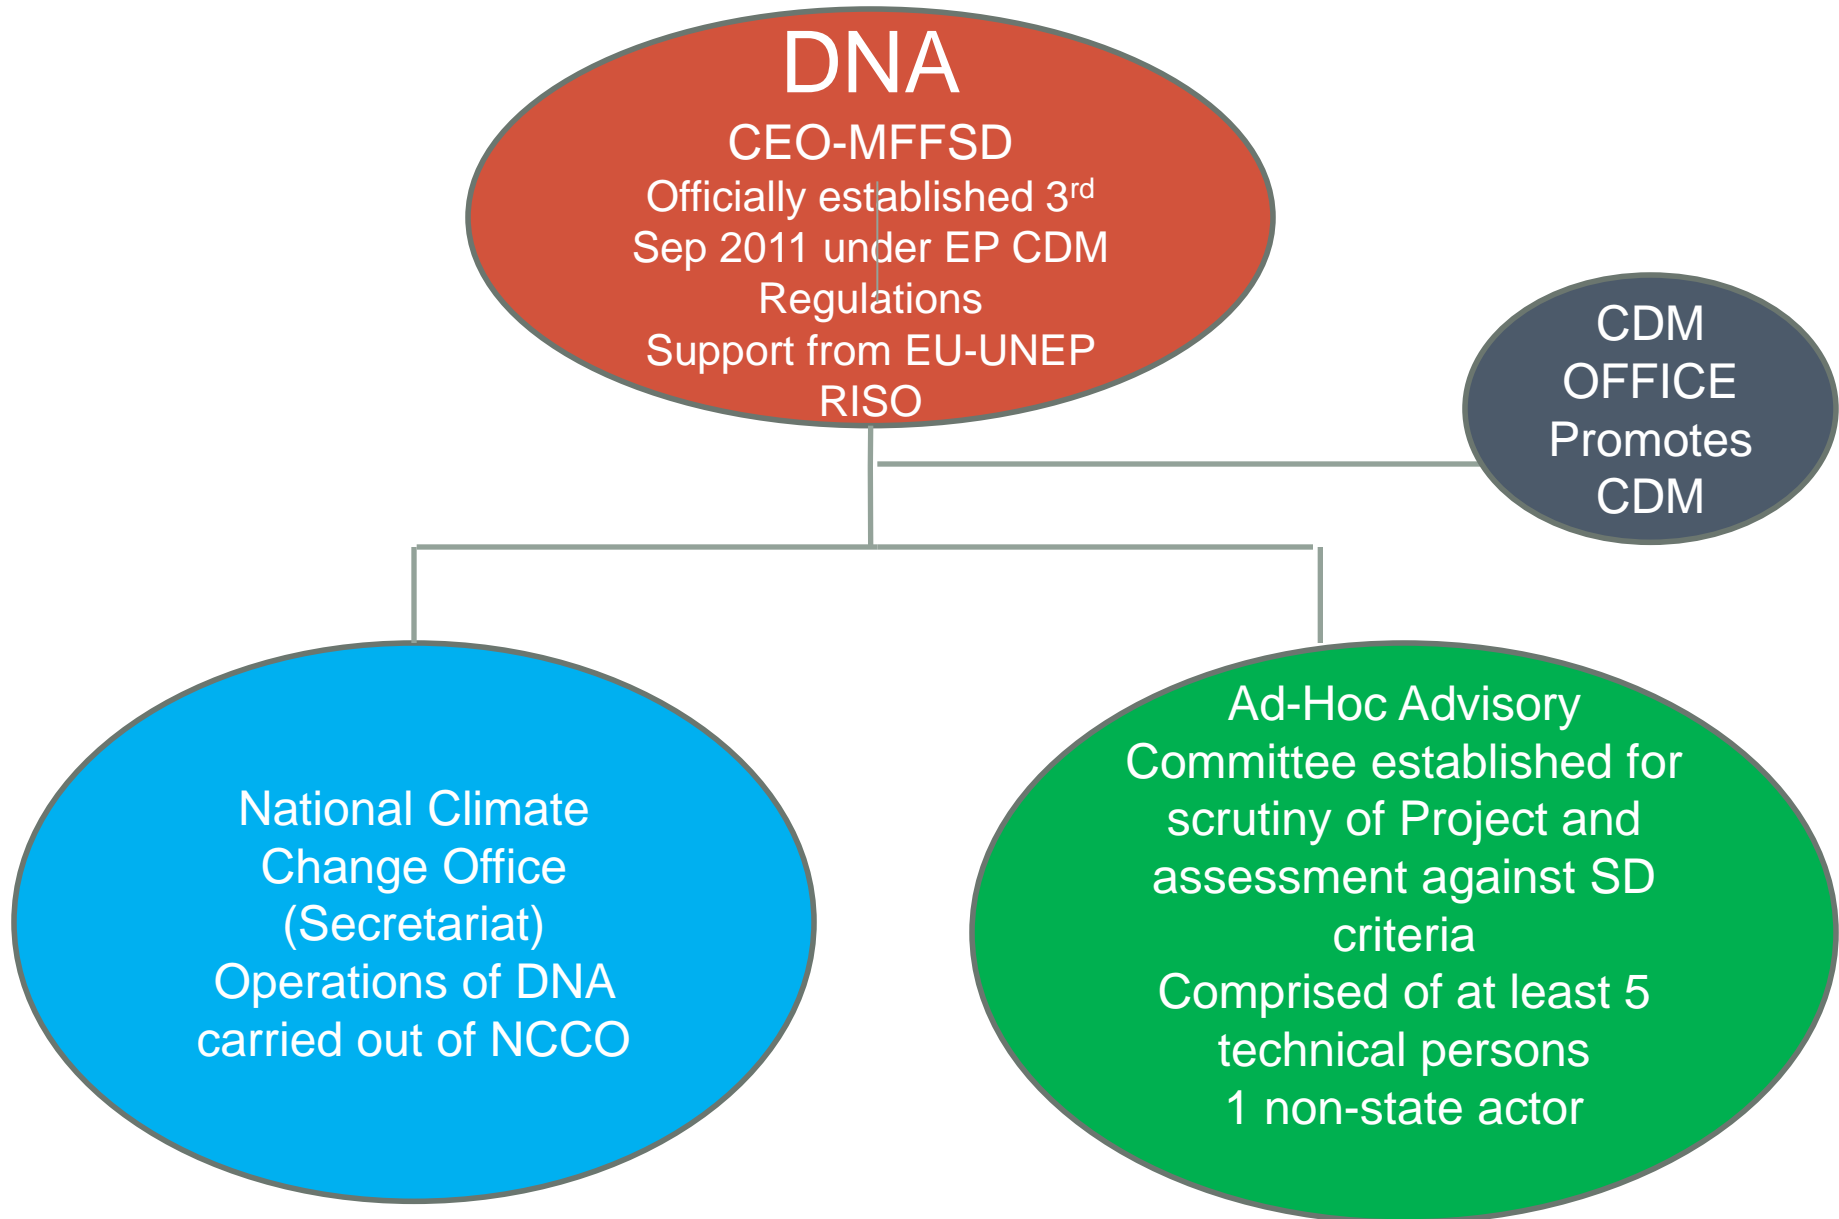 DNA
CEO-MFFSD
Officially established 3rd
Sep 2011 under EP CDM
Regulations
Support from EU-UNEP
RISO
CDM
OFFICE
Promotes
CDM
National Climate
Change Office
(Secretariat)
Operations of DNA
carried out of NCCO
Ad-Hoc Advisory
Committee established for
scrutiny of Project and
assessment against SD
criteria
Comprised of at least 5
technical persons
1 non-state actor